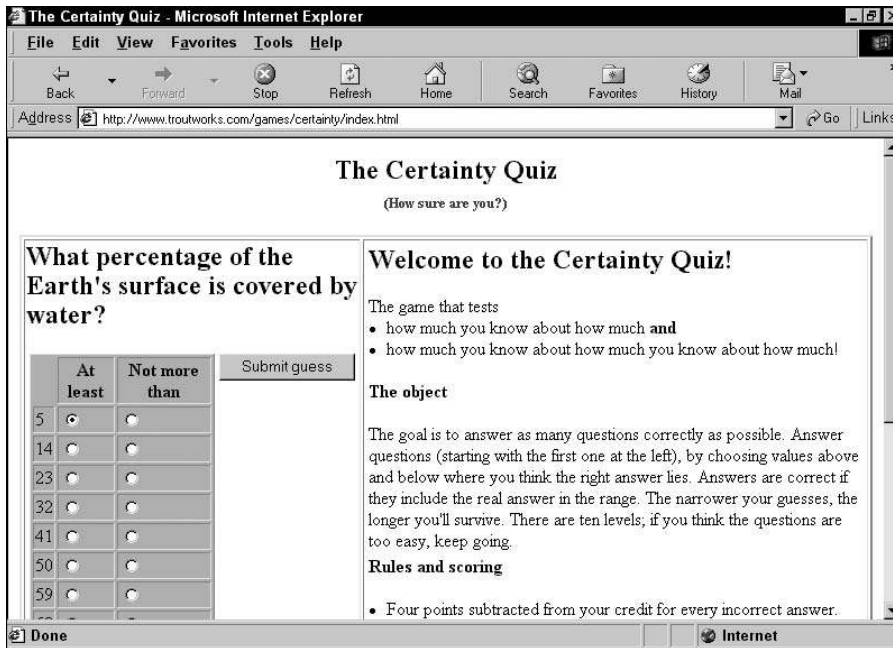 The Certainty Quiz - Microsoft Internet Explorer
File Edit View Favorites Tools Help
Back Forward Stop Refresh Home Search Favorites History Mail
Address http://www.troutworks.com/games/certainty/index.html Go Links
The Certainty Quiz
(How sure are you?)
What percentage of the
Earth's surface is covered by
water?
At least
Not more than
Submit guess
5
14
23
32
41
50
59
Welcome to the Certainty Quiz!
The game that tests
• how much you know about how much and
• how much you know about how much you know about how much!
The object
The goal is to answer as many questions correctly as possible. Answer
questions (starting with the first one at the left), by choosing values above
and below where you think the right answer lies. Answers are correct if
they include the real answer in the range. The narrower your guesses, the
longer you'll survive. There are ten levels; if you think the questions are
too easy, keep going.
Rules and scoring
• Four points subtracted from your credit for every incorrect answer.
Done Internet